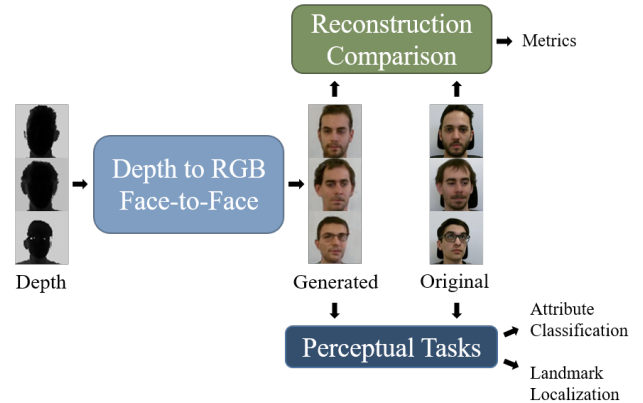 Reconstruction
Comparison
Metrics
Depth to RGB
Face-to-Face
Depth
Generated
Original
Perceptual Tasks
Attribute
Classification
Landmark
Localization